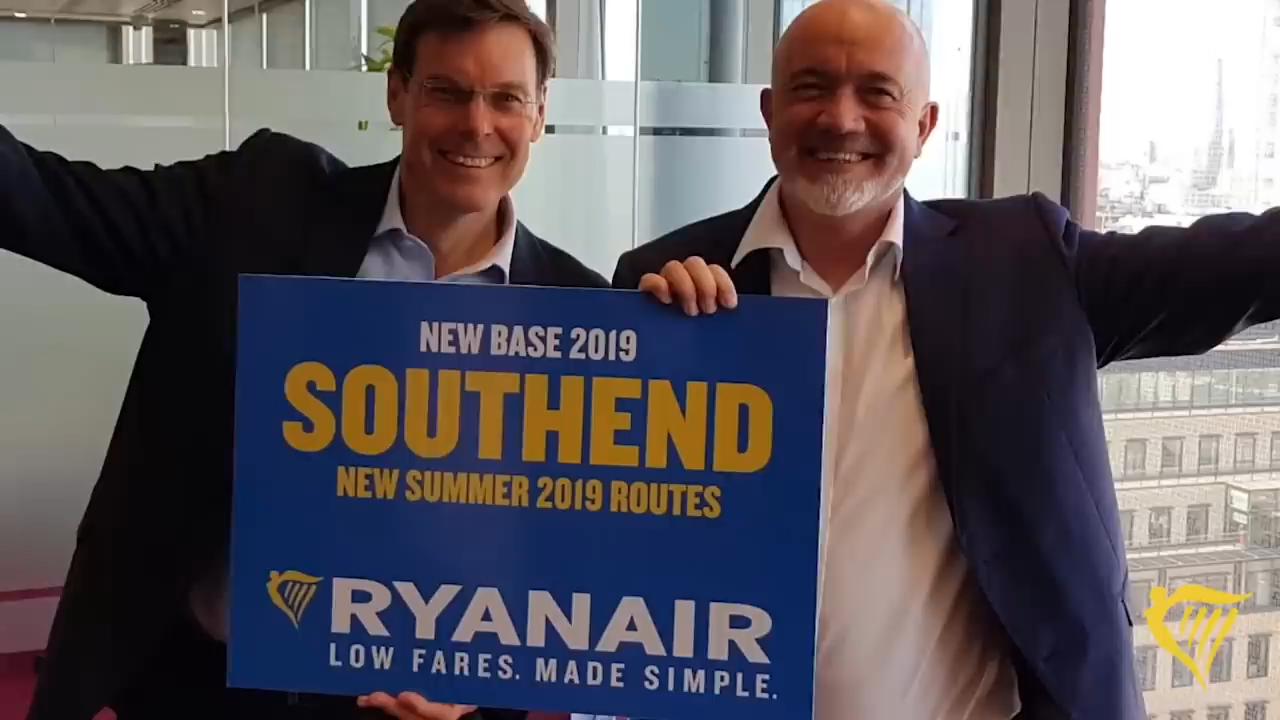 NEW BASE 2019
SOUTHEND
NEW SUMMER 2019 ROUTES
RYANAIR
LOW FARES. MADE SIMPLE.